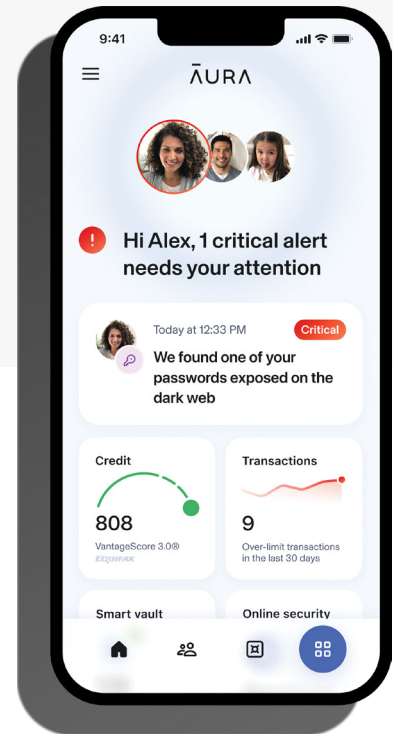 9:41
ĀURA
!
Hi Alex, 1 critical alert
needs your attention
Today at 12:33 PM
Critical
We found one of your
passwords exposed on the
dark web
Credit
808
VantageScore 3.0®
EQUIFAX
Transactions
9
Over-limit transactions
in the last 30 days
Smart vault
Online security